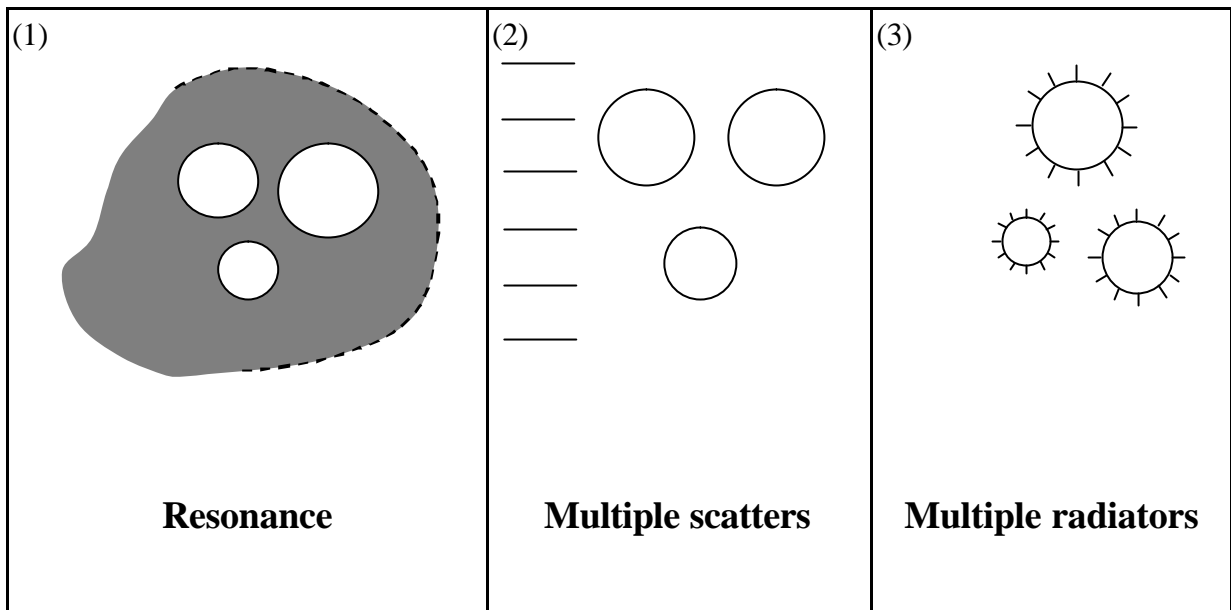 (1)
(2)
(3)
Resonance
Multiple scatters
Multiple radiators